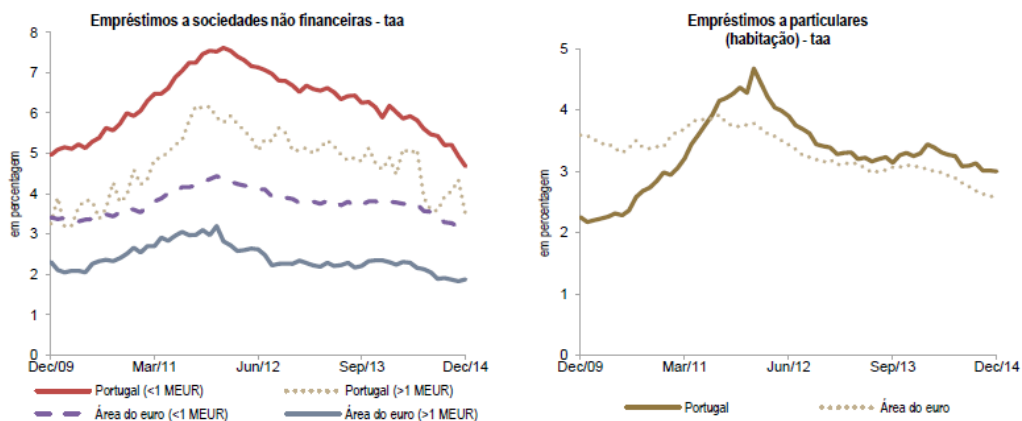 Empréstimos a sociedades não financeiras - taa
em percentagem
8
7
6
5
4
3
2
1
0
Dec/09 Mar/11 Jun/12 Sep/13 Dec/14
Portugal (<1 MEUR) Portugal (>1 MEUR)
Área do euro (<1 MEUR) Área do euro (>1 MEUR)
Empréstimos a particulares
(habitação) - taa
em percentagem
5
4
3
2
1
0
Dec/09 Mar/11 Jun/12 Sep/13 Dec/14
Portugal Área do euro